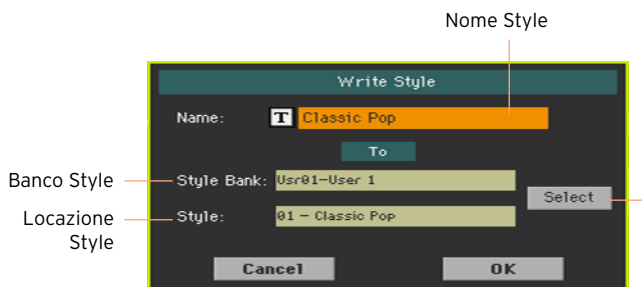 Nome Style
Write Style
Name: T Classic Pop
To
Banco Style
Style Bank: Usr01-User 1
Select
Locazione
Style
Style: 01 - Classic Pop
Cancel OK